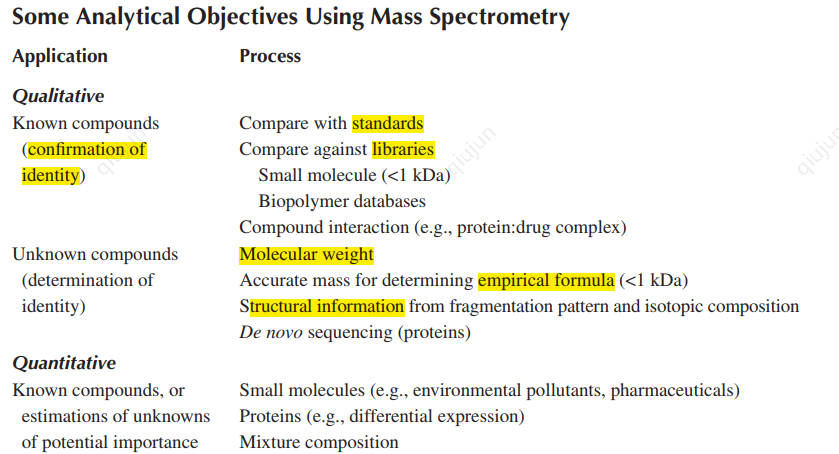 Some Analytical Objectives Using Mass Spectrometry
Application Process
Qualitative
Known compounds Compare with standards
(confirmation of Compare against libraries
identity) Small molecule (<1 kDa)
Biopolymer databases
Compound interaction (e.g., protein:drug complex)
Unknown compounds Molecular weight
(determination of Accurate mass for determining empirical formula (<1 kDa)
identity) Structural information from fragmentation pattern and isotopic composition
De novo sequencing (proteins)
Quantitative
Known compounds, or Small molecules (e.g., environmental pollutants, pharmaceuticals)
estimations of unknowns Proteins (e.g., differential expression)
of potential importance Mixture composition
qiujun
qiujun
qiujun